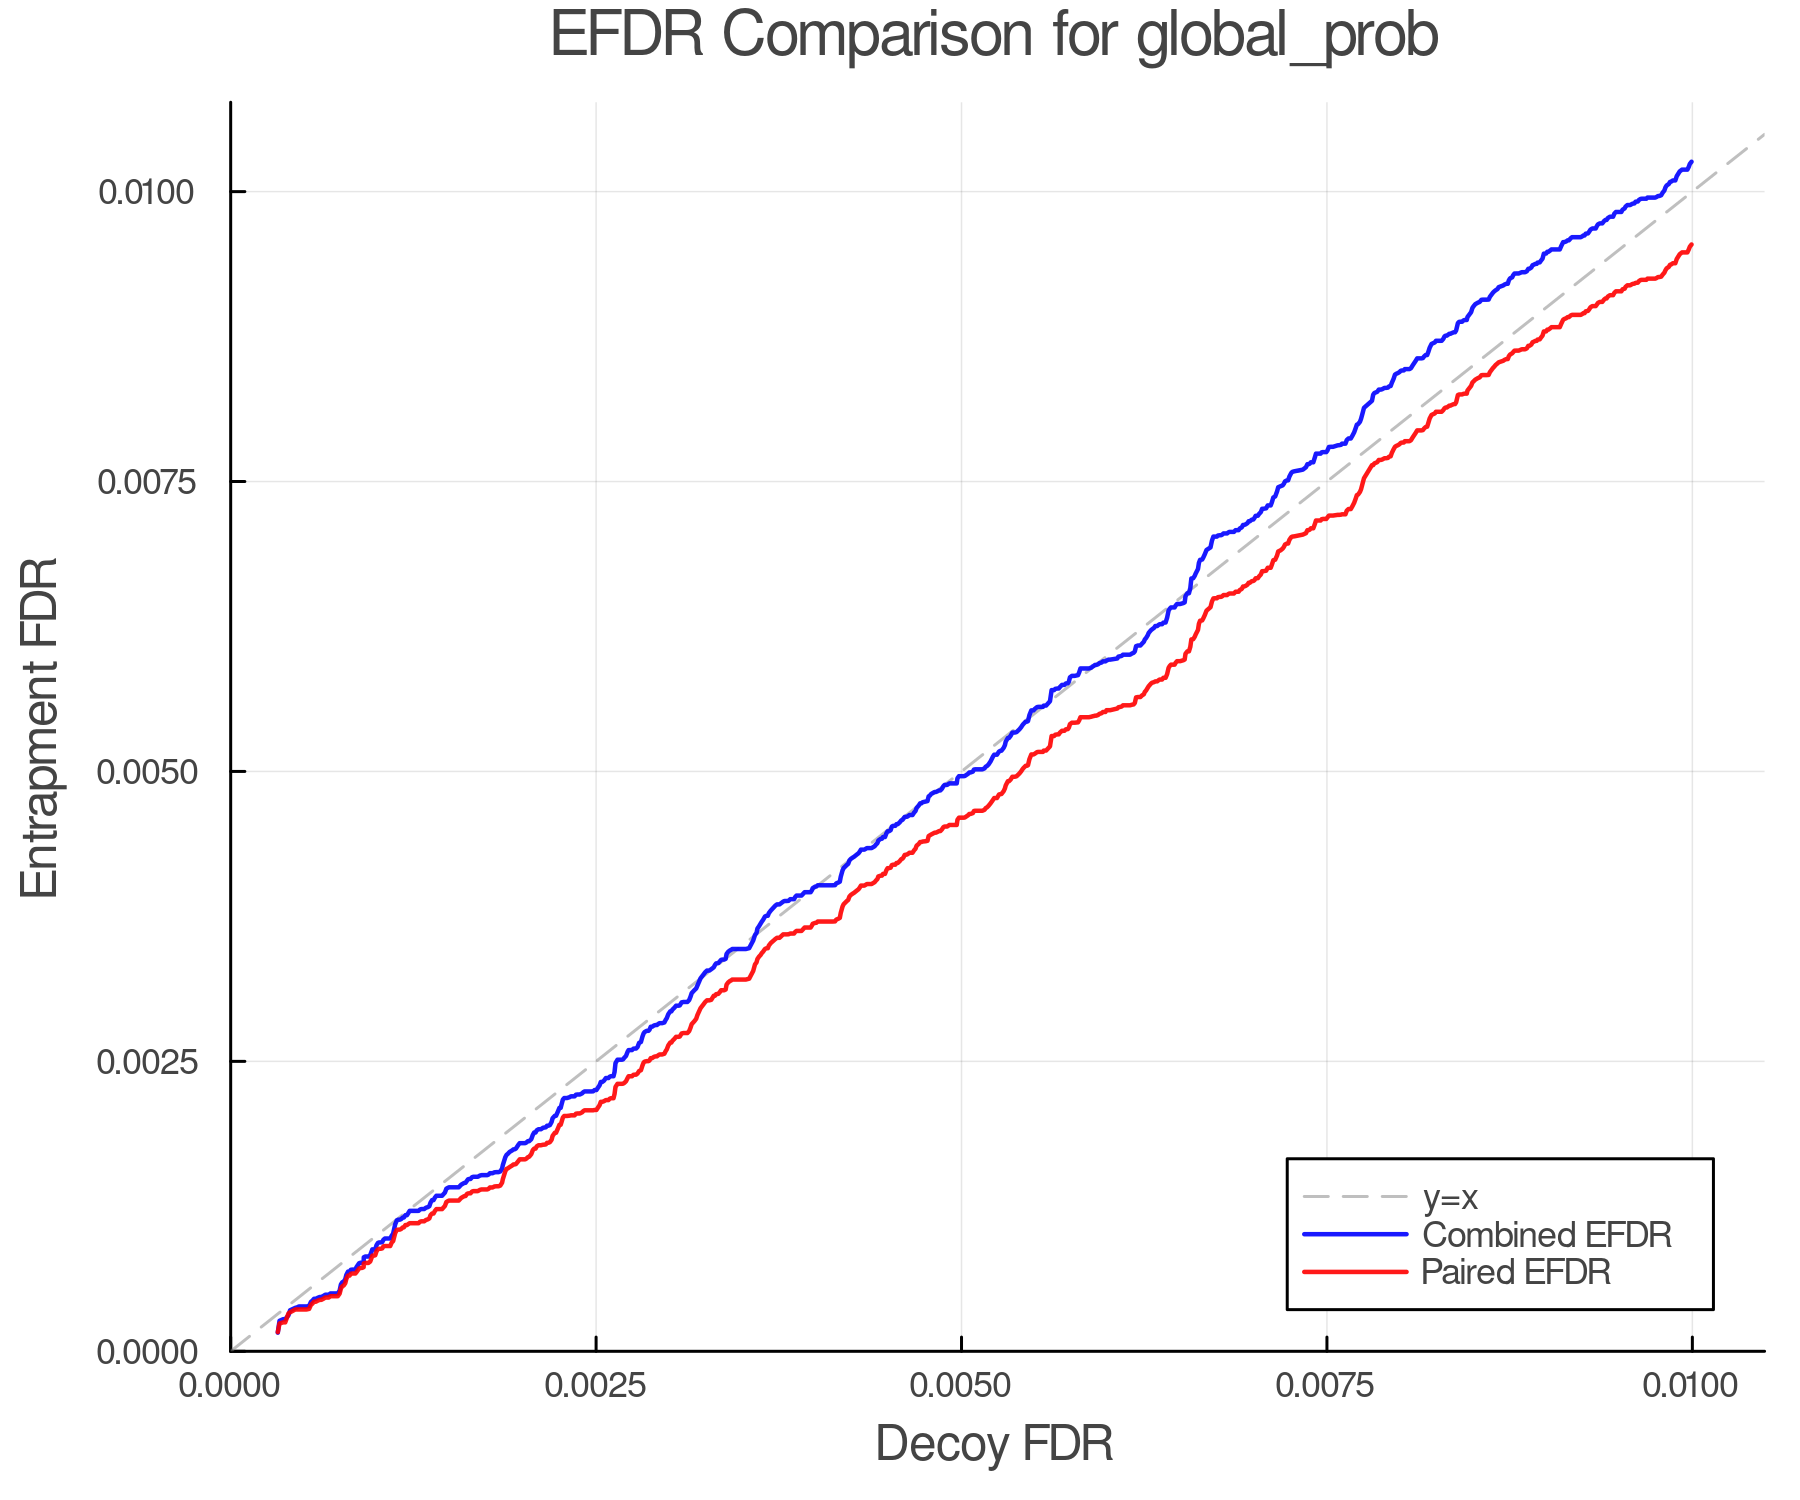 EFDR Comparison for global_prob
Entrapment FDR
0.0100
0.0075
0.0050
0.0025
0.0000
0.0000 0.0025 0.0050 0.0075 0.0100
Decoy FDR
y=x
Combined EFDR
Paired EFDR